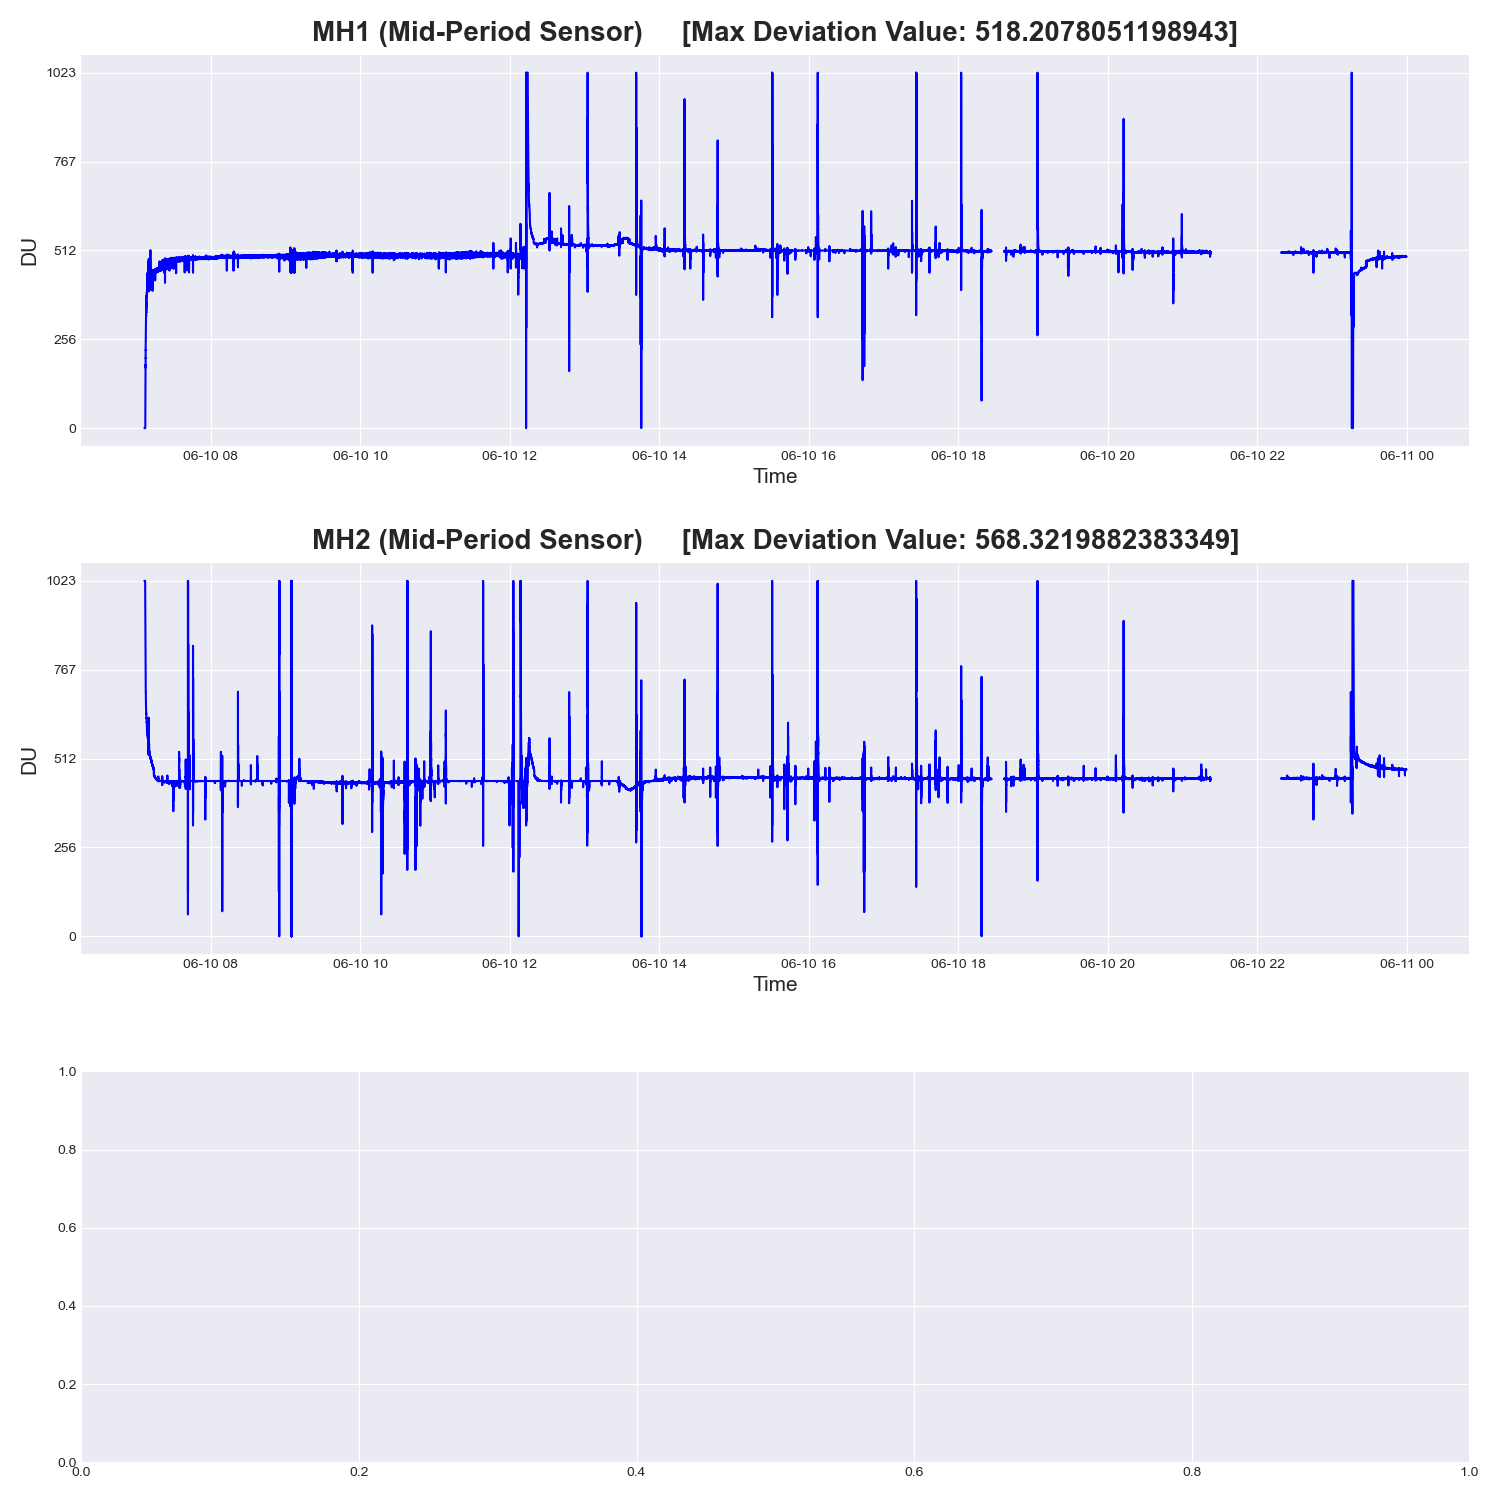 MH1 (Mid-Period Sensor) [Max Deviation Value: 518.2078051198943]
1023
767
512
256
0
DU
06-10 08 06-10 10 06-10 12 06-10 14 06-10 16 06-10 18 06-10 20 06-10 22 06-11 00
Time
MH2 (Mid-Period Sensor) [Max Deviation Value: 568.3219882383349]
1023
767
512
256
0
DU
06-10 08 06-10 10 06-10 12 06-10 14 06-10 16 06-10 18 06-10 20 06-10 22 06-11 00
Time
1.0
0.8
0.6
0.4
0.2
0.0
0.0 0.2 0.4 0.6 0.8 1.0